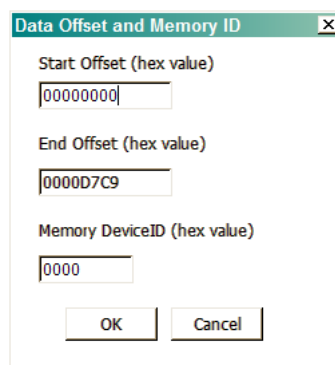 Data Offset and Memory ID
Start Offset (hex value)
00000000
End Offset (hex value)
0000D7C9
Memory DeviceID (hex value)
0000
OK Cancel